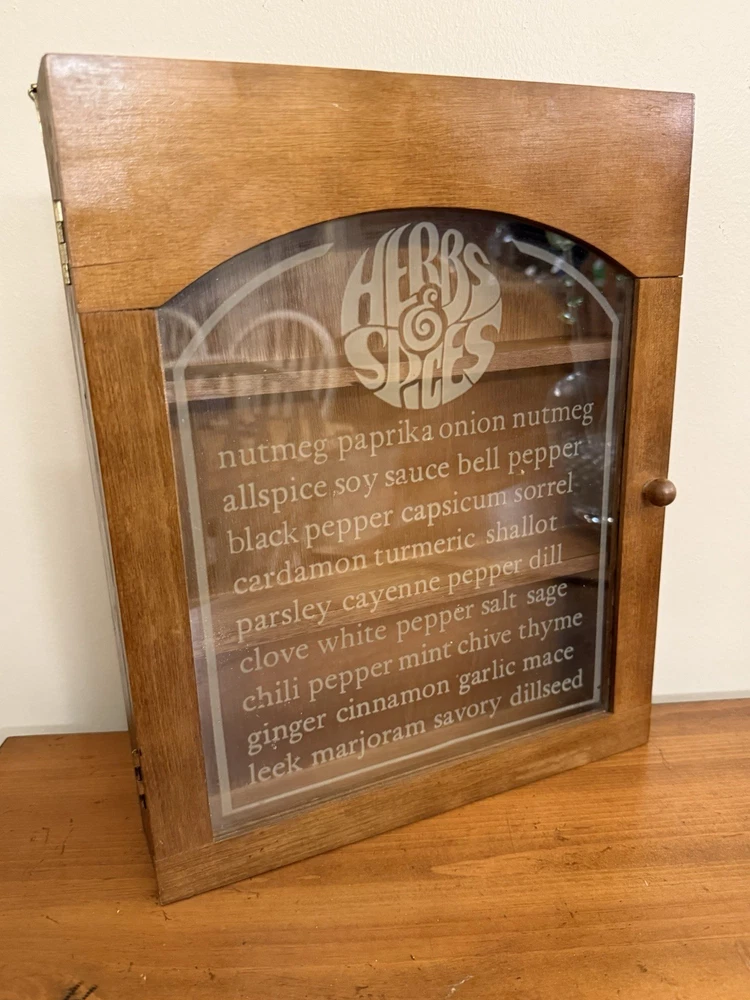 HERBS
&
SPICES
nutmeg paprika onion nutmeg
allspice soy sauce bell pepper
black pepper capsicum sorrel
cardamon turmeric shallot
parsley cayenne pepper dill
clove white pepper salt sage
chili pepper mint chive thyme
ginger cinnamon garlic mace
leek marjoram savory dillseed